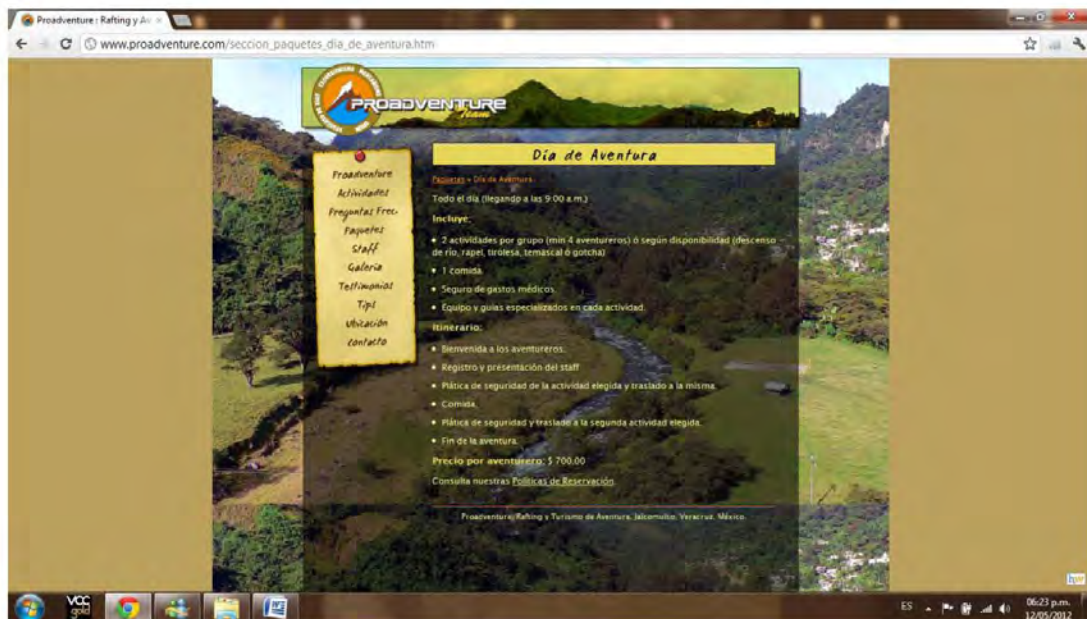 Proadventure : Rafting y Av
www.proadventure.com/seccion_paquetes_dia_de_aventura.htm
PROADVENTURE
Team
Proadventure
Actividades
Preguntas Frec.
Paquetes
Staff
Galería
Testimonios
Tips
Ubicación
Contacto
Día de Aventura
Paquetes » Día de Aventura
Todo el día (llegando a las 9:00 a.m.)
Incluye:
• 2 actividades por grupo (min 4 aventureros) ó según disponibilidad (descenso
de río, rapel, tirolesa, temascal ó gotcha)
• 1 comida.
• Seguro de gastos médicos.
• Equipo y guias especializados en cada actividad.
Itinerario:
• Bienvenida a los aventureros.
• Registro y presentación del staff
• Plática de seguridad de la actividad elegida y traslado a la misma.
• Comida.
• Plática de seguridad y traslado a la segunda actividad elegida.
• Fin de la aventura.
Precio por aventurero: $ 700.00
Consulta nuestras Políticas de Reservación.
Proadventure, Rafting y Turismo de Aventura. Jalcomulco, Veracruz. México.
VCC
gold
ES
06:23 p.m.
12/05/2012